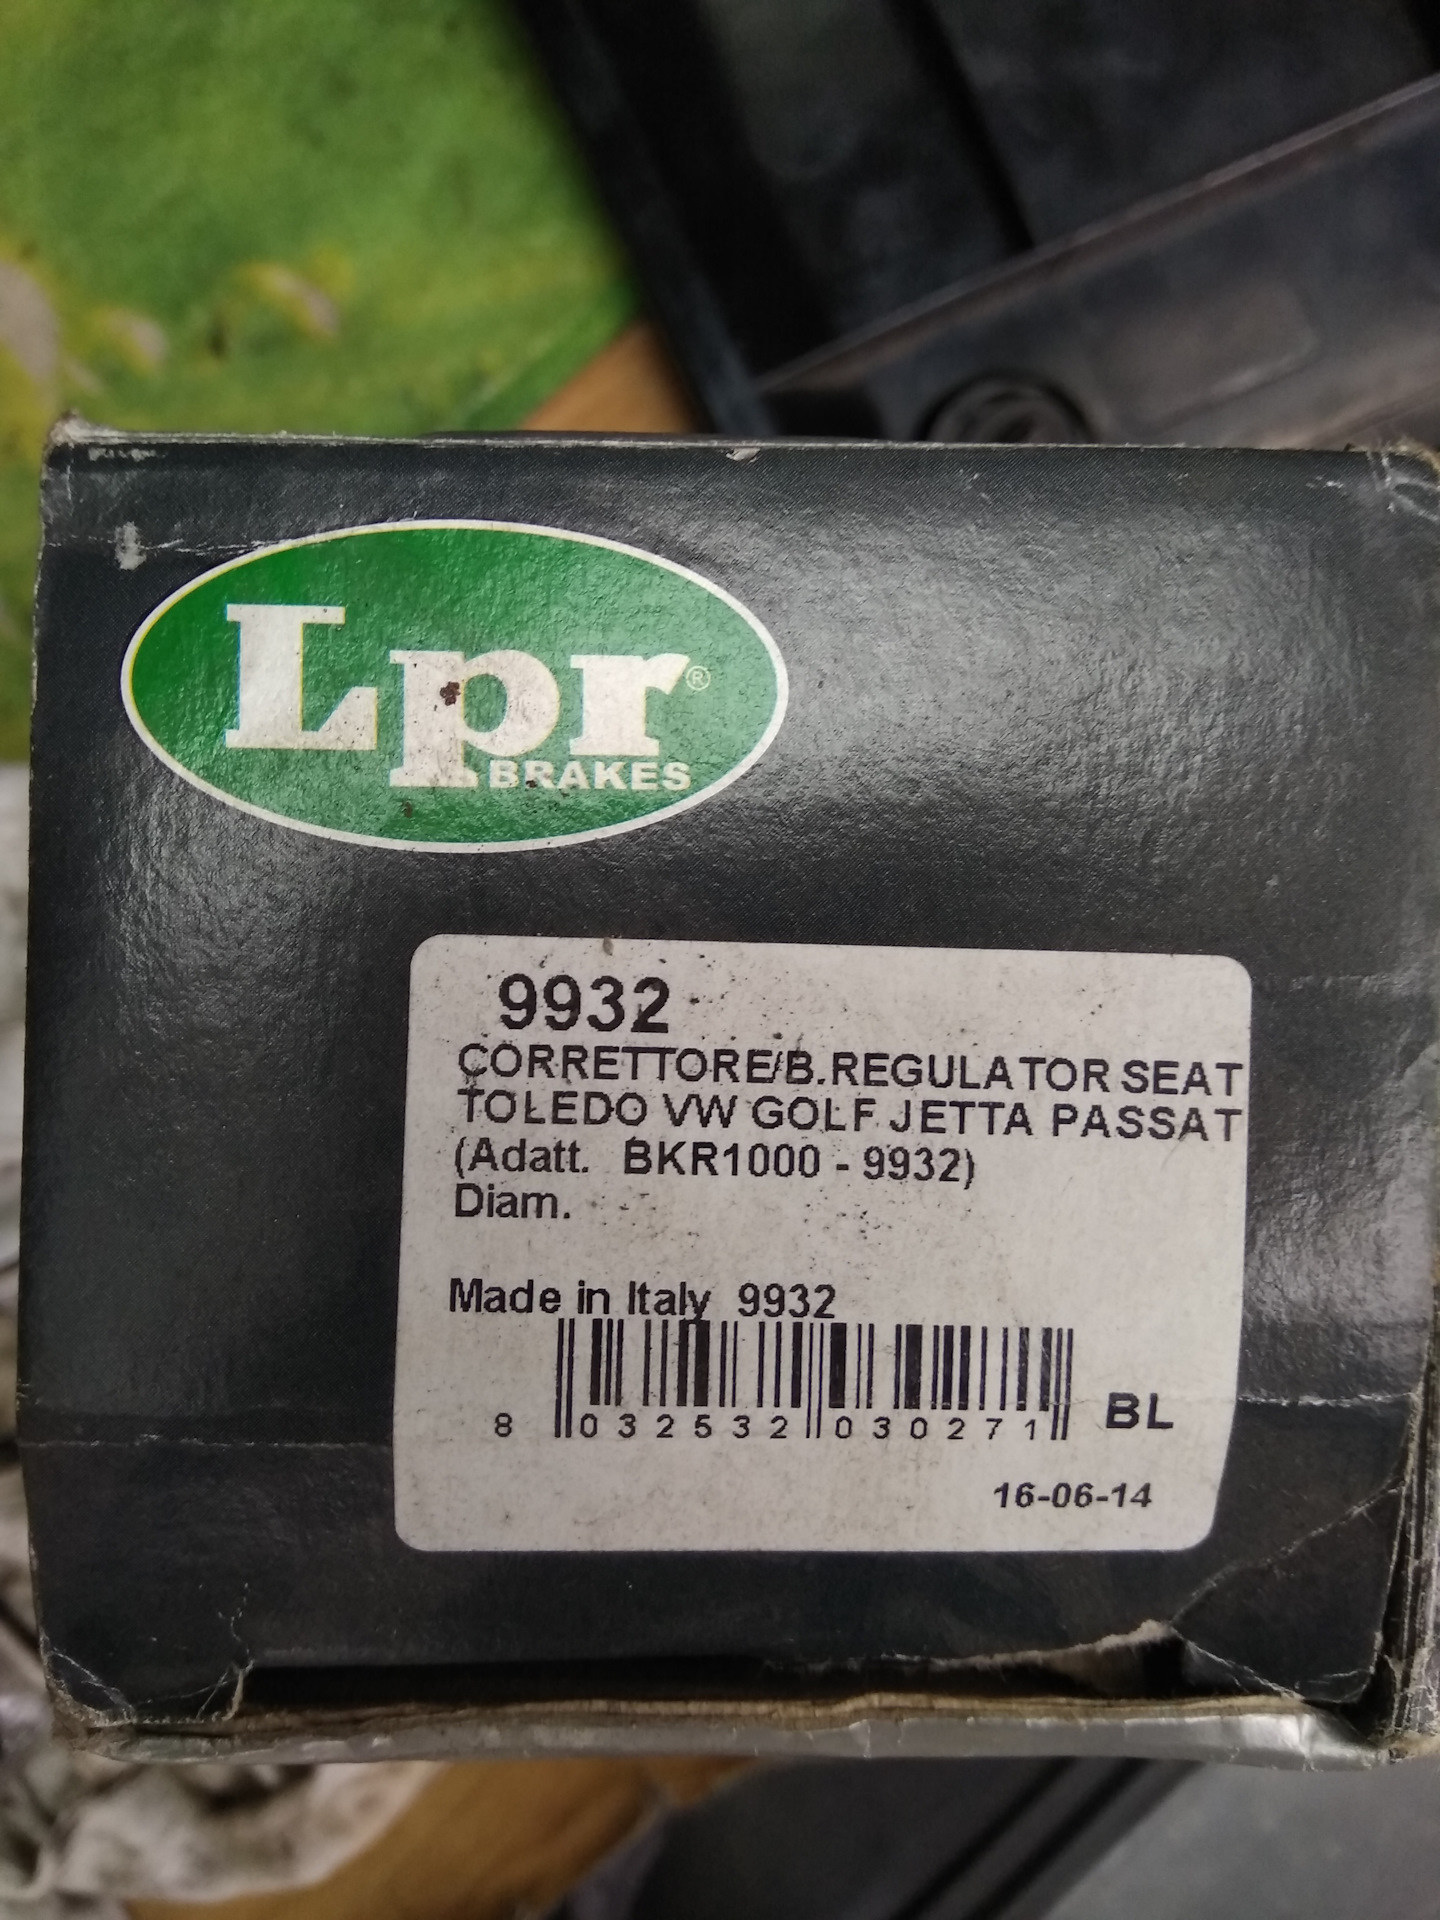 Lpr®
BRAKES
9932
CORRETTORE/B.REGULATOR SEAT
TOLEDO VW GOLF JETTA PASSAT
(Adatt. BKR1000 - 9932)
Diam.
Made in Italy 9932
8 032532 030271 BL
16-06-14